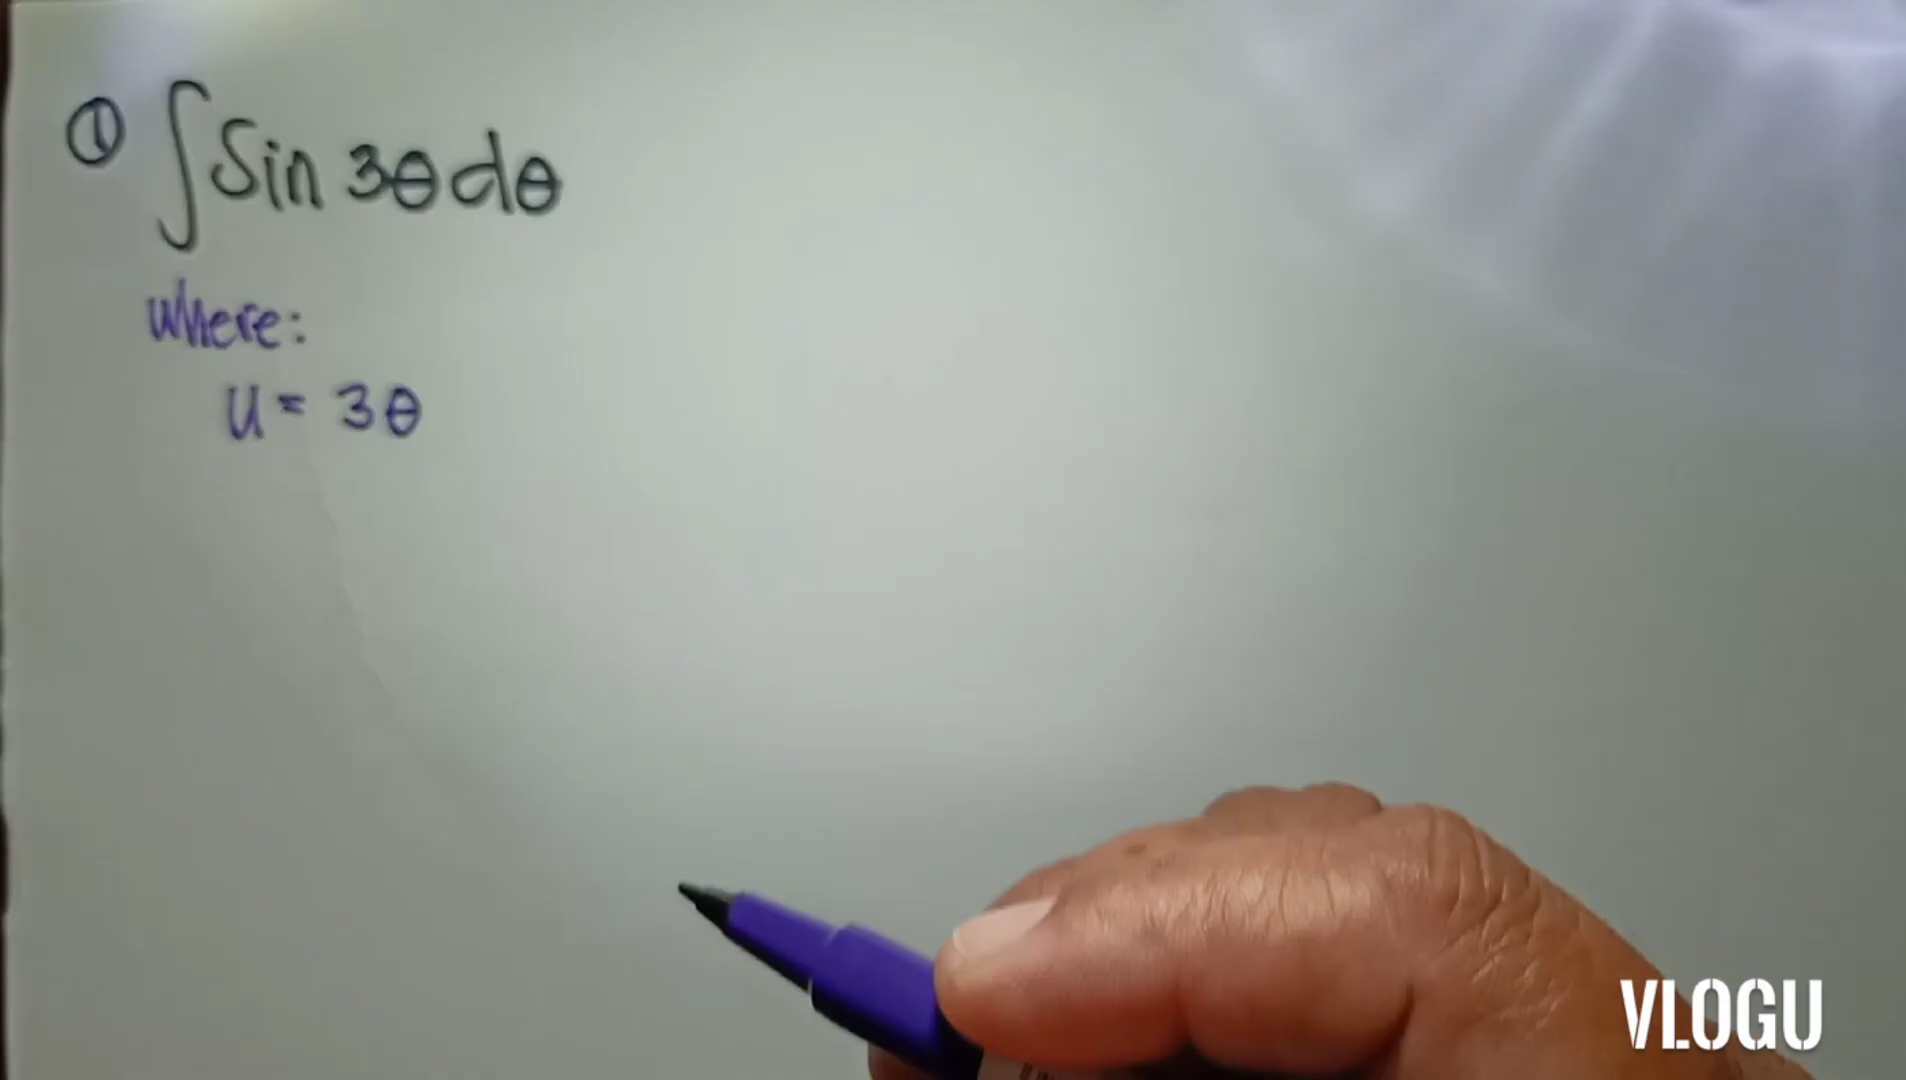 ① ∫ Sin 3θ dθ
where:
u = 3θ
VLOGU